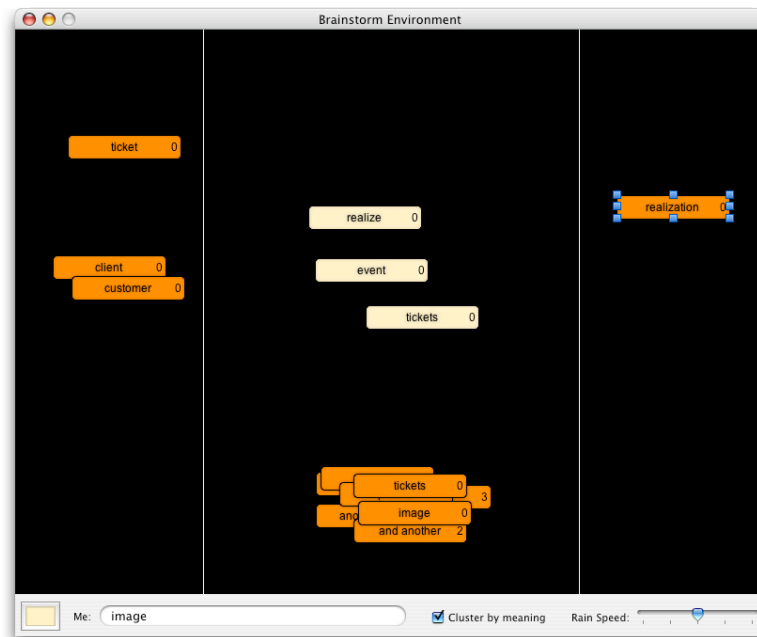 Brainstorm Environment
ticket 0
realization 0
realize 0
client 0
event 0
customer 0
tickets 0
tickets 0
3
image 0
and another 2
Me: image
Cluster by meaning
Rain Speed: